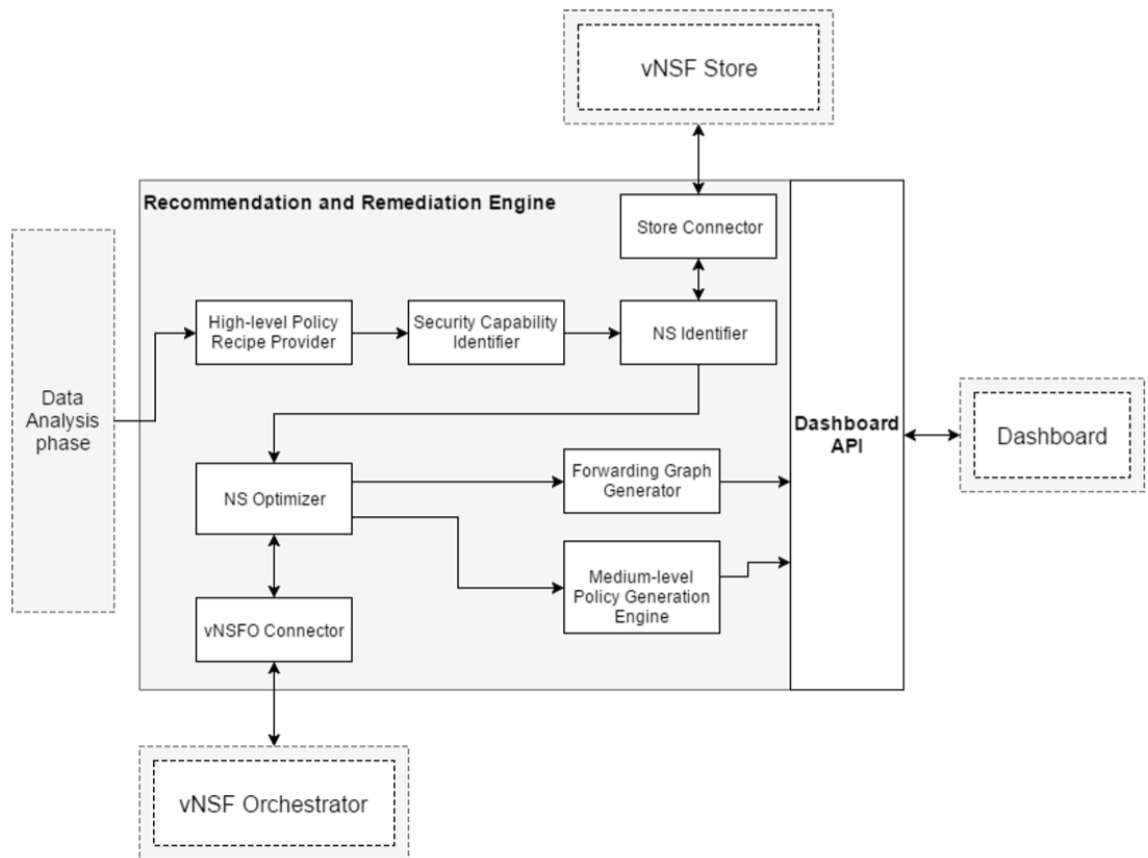 vNSF Store
Recommendation and Remediation Engine
Store Connector
High-level Policy
Recipe Provider
Security Capability
Identifier
NS Identifier
Data
Analysis
phase
Dashboard
API
Dashboard
NS Optimizer
Forwarding Graph
Generator
Medium-level
Policy Generation
Engine
vNSFO Connector
vNSF Orchestrator